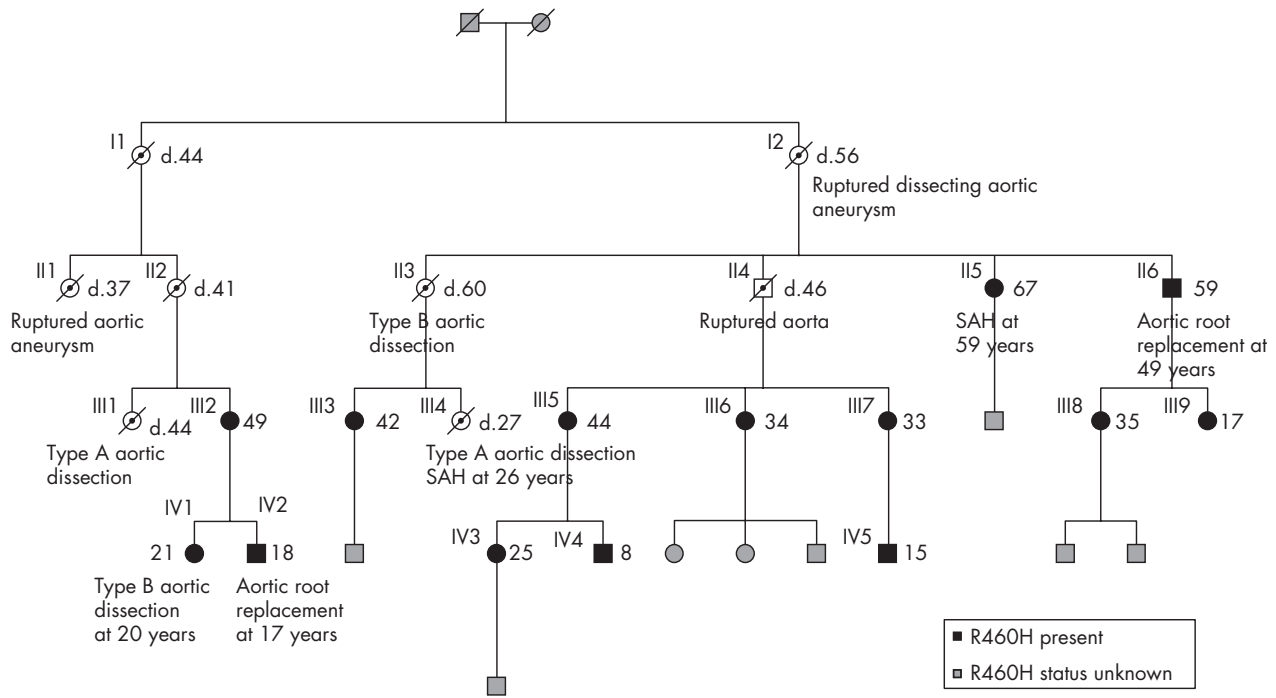 I1
d.44
I2
d.56
Ruptured dissecting aortic
aneurysm
II1
d.37
Ruptured aortic
aneurysm
II2
d.41
II3
d.60
Type B aortic
dissection
II4
d.46
Ruptured aorta
II5
67
SAH at
59 years
II6
59
Aortic root
replacement at
49 years
III1
d.44
Type A aortic
dissection
III2
49
III3
42
III4
d.27
Type A aortic dissection
SAH at 26 years
III5
44
III6
34
III7
33
III8
35
III9
17
IV1
21
Type B aortic
dissection
at 20 years
IV2
18
Aortic root
replacement
at 17 years
IV3
25
IV4
8
IV5
15
R460H present
R460H status unknown